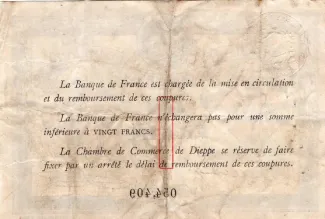 La Banque de France est chargée de la mise en circulation
et du remboursement de ces coupures.
La Banque de France n'échangera pas pour une somme
inférieure à VINGT FRANCS.
La Chambre de Commerce de Dieppe se réserve de faire
fixer par un arrêté le délai de remboursement de ces coupures.
054,409